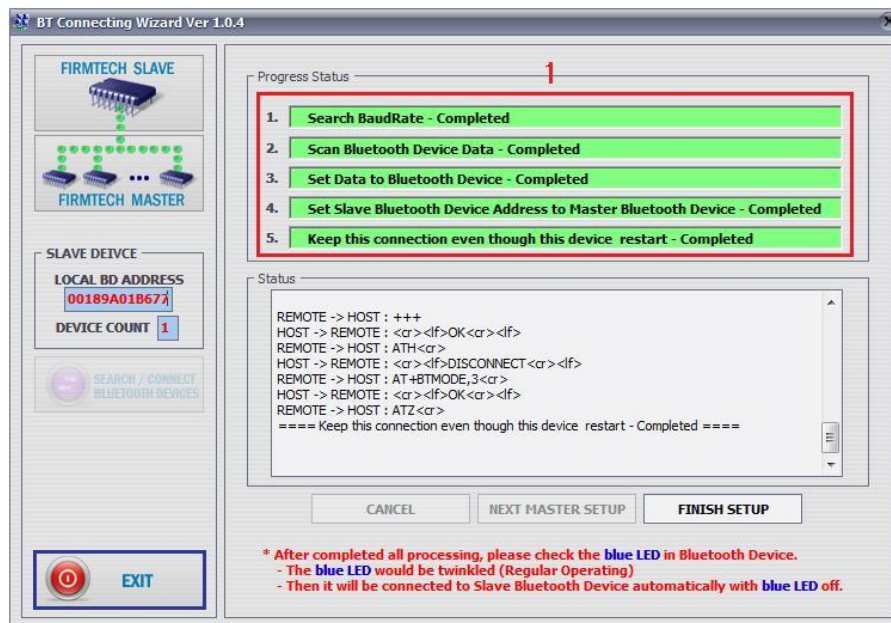 BT Connecting Wizard Ver 1.0.4
FIRMTECH SLAVE
FIRMTECH MASTER
SLAVE DEIVCE
LOCAL BD ADDRESS
00189A01B677
DEVICE COUNT 1
SEARCH / CONNECT
BLUETOOTH DEVICES
EXIT
Progress Status
1
1. Search BaudRate - Completed
2. Scan Bluetooth Device Data - Completed
3. Set Data to Bluetooth Device - Completed
4. Set Slave Bluetooth Device Address to Master Bluetooth Device - Completed
5. Keep this connection even though this device restart - Completed
Status
REMOTE -> HOST : +++
HOST -> REMOTE : <cr><lf>OK<cr><lf>
REMOTE -> HOST : ATH<cr>
HOST -> REMOTE : <cr><lf>DISCONNECT<cr><lf>
REMOTE -> HOST : AT+BTMODE,3<cr>
HOST -> REMOTE : <cr><lf>OK<cr><lf>
REMOTE -> HOST : ATZ<cr>
==== Keep this connection even though this device restart - Completed ====
CANCEL
NEXT MASTER SETUP
FINISH SETUP
* After completed all processing, please check the blue LED in Bluetooth Device.
- The blue LED would be twinkled (Regular Operating)
- Then it will be connected to Slave Bluetooth Device automatically with blue LED off.